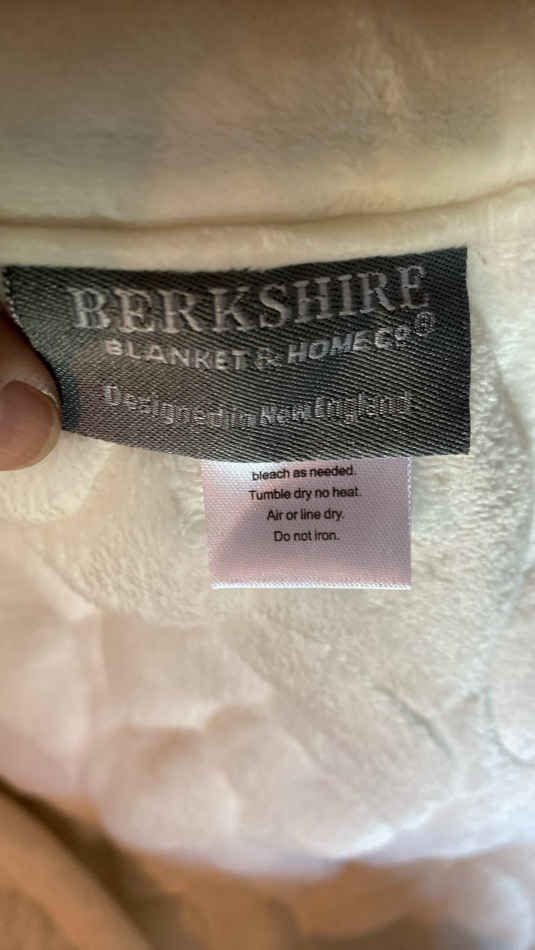 BERKSHIRE
BLANKET & HOME CO®
Designed in New England
bleach as needed.
Tumble dry no heat.
Air or line dry.
Do not iron.